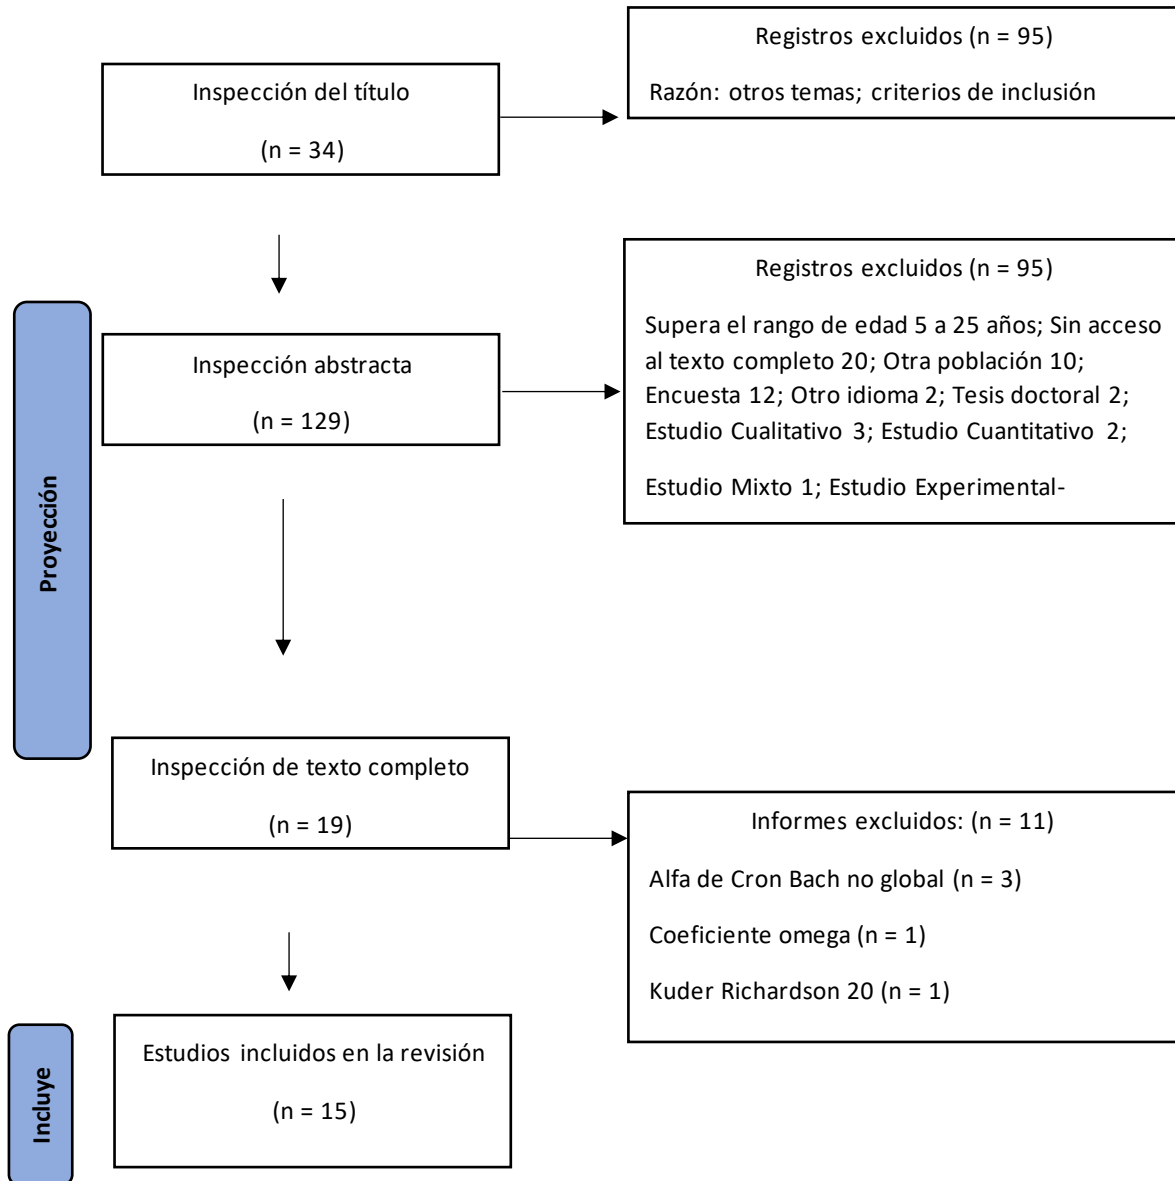 Registros excluidos (n = 95)
Razón: otros temas; criterios de inclusión
Inspección del título
(n = 34)
Registros excluidos (n = 95)
Supera el rango de edad 5 a 25 años; Sin acceso
al texto completo 20; Otra población 10;
Encuesta 12; Otro idioma 2; Tesis doctoral 2;
Estudio Cualitativo 3; Estudio Cuantitativo 2;
Estudio Mixto 1; Estudio Experimental-
Inspección abstracta
(n = 129)
Proyección
Inspección de texto completo
(n = 19)
Informes excluidos: (n = 11)
Alfa de Cron Bach no global (n = 3)
Coeficiente omega (n = 1)
Kuder Richardson 20 (n = 1)
Estudios incluidos en la revisión
(n = 15)
Incluye